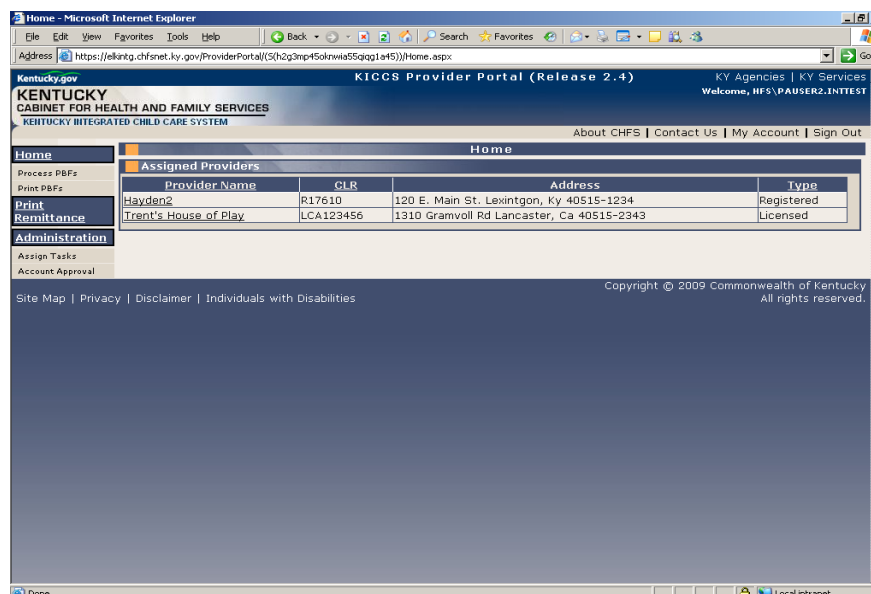 Home - Microsoft Internet Explorer
File Edit View Favorites Tools Help Back Search Favorites
Address https://elkintg.chfsnet.ky.gov/ProviderPortal/(S(h2g3mp45oknwia55qiqg1a45))/Home.aspx Go
Kentucky.gov KICCS Provider Portal (Release 2.4) KY Agencies | KY Services
KENTUCKY Welcome, HFS\PAUSER2.INTTEST
CABINET FOR HEALTH AND FAMILY SERVICES
KENTUCKY INTEGRATED CHILD CARE SYSTEM
About CHFS | Contact Us | My Account | Sign Out
Home
Process PBFs
Print PBFs
Print
Remittance
Administration
Assign Tasks
Account Approval
Home
Assigned Providers
Provider Name CLR Address Type
Hayden2 R17610 120 E. Main St. Lexintgon, Ky 40515-1234 Registered
Trent's House of Play LCA123456 1310 Gramvoll Rd Lancaster, Ca 40515-2343 Licensed
Copyright © 2009 Commonwealth of Kentucky
All rights reserved.
Site Map | Privacy | Disclaimer | Individuals with Disabilities
Done Local intranet